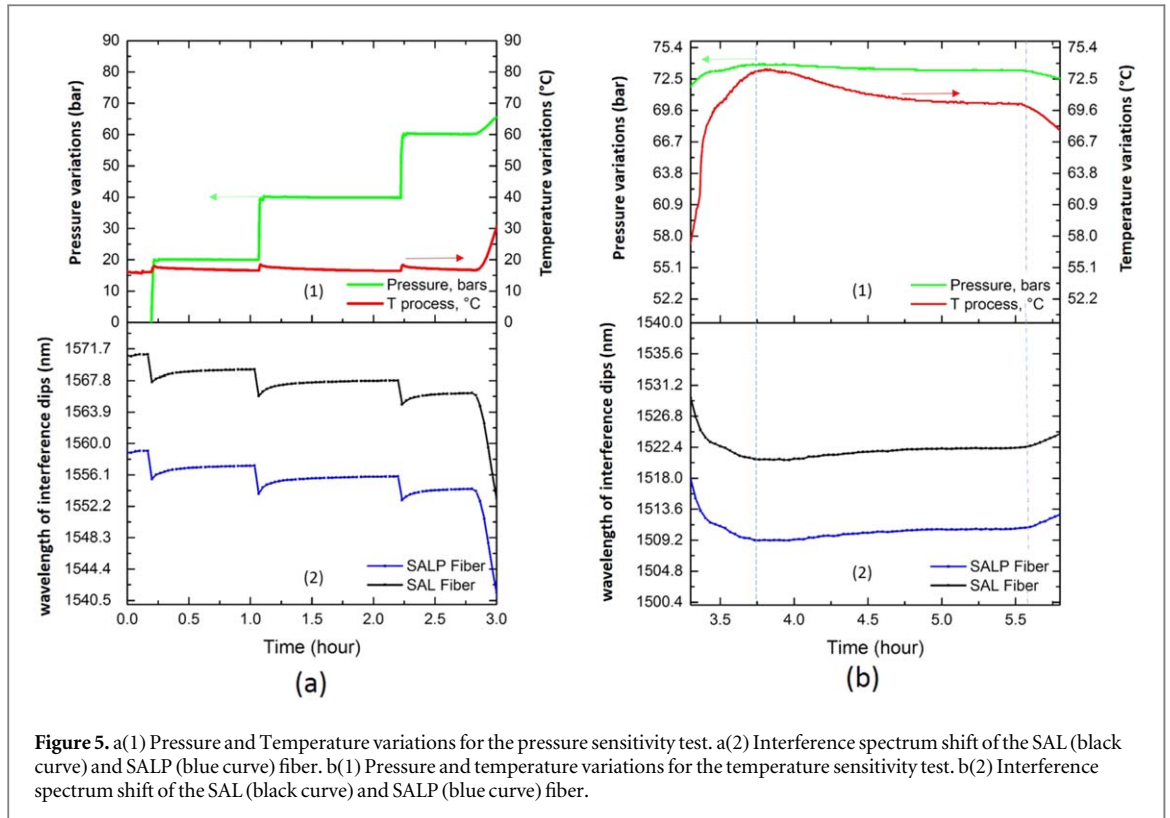 90
80
70
60
50
40
30
20
10
0
Pressure variations (bar)
90
80
70
60
50
40
30
20
10
0
Temperature variations (°C)
(1)
Pressure, bars
T process, °C
1571.7
1567.8
1563.9
1560.0
1556.1
1552.2
1548.3
1544.4
1540.5
wavelength of interference dips (nm)
(2)
SALP Fiber
SAL Fiber
0.0 0.5 1.0 1.5 2.0 2.5 3.0
Time (hour)
(a)
75.4
72.5
69.6
66.7
63.8
60.9
58.0
55.1
52.2
Pressure variations (bar)
75.4
72.5
69.6
66.7
63.8
60.9
58.0
55.1
52.2
Temperature variations (°C)
(1)
Pressure, bars
T process, °C
1540.0
1535.6
1531.2
1526.8
1522.4
1518.0
1513.6
1509.2
1504.8
1500.4
wavelength of interference dips (nm)
(2)
SALP Fiber
SAL Fiber
3.5 4.0 4.5 5.0 5.5
Time (hour)
(b)
Figure 5. a(1) Pressure and Temperature variations for the pressure sensitivity test. a(2) Interference spectrum shift of the SAL (black
curve) and SALP (blue curve) fiber. b(1) Pressure and temperature variations for the temperature sensitivity test. b(2) Interference
spectrum shift of the SAL (black curve) and SALP (blue curve) fiber.